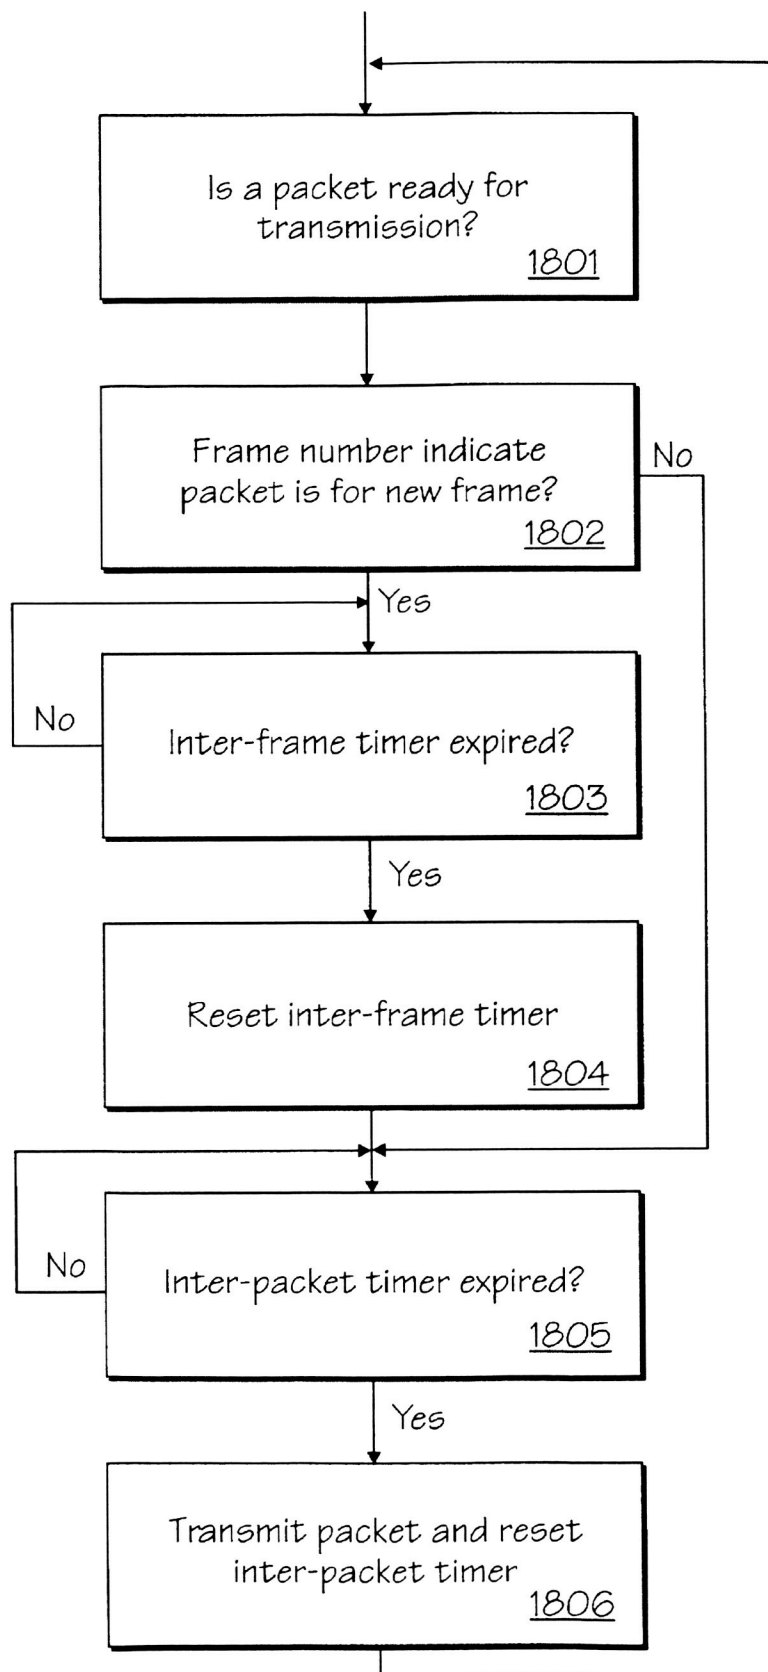 Is a packet ready for
transmission?
1801
Frame number indicate
packet is for new frame?
1802
No
Yes
No
Inter-frame timer expired?
1803
Yes
Reset inter-frame timer
1804
No
Inter-packet timer expired?
1805
Yes
Transmit packet and reset
inter-packet timer
1806